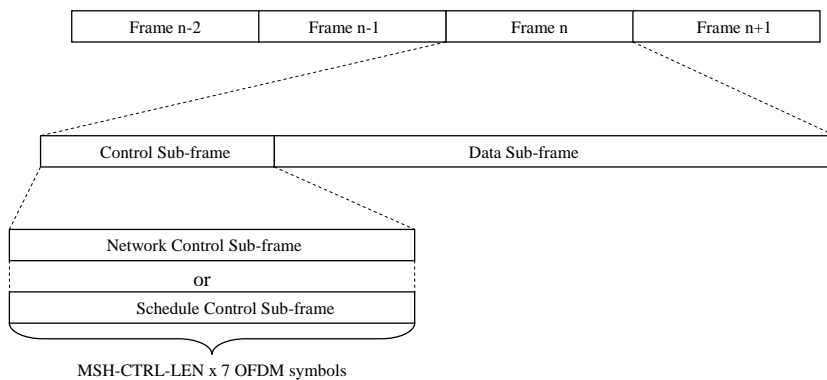 Frame n-2 Frame n-1 Frame n Frame n+1
Control Sub-frame Data Sub-frame
Network Control Sub-frame
or
Schedule Control Sub-frame
MSH-CTRL-LEN x 7 OFDM symbols